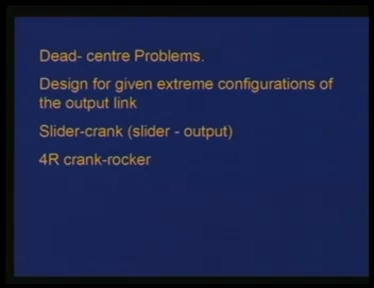 Dead- centre Problems.
Design for given extreme configurations of
the output link
Slider-crank (slider - output)
4R crank-rocker